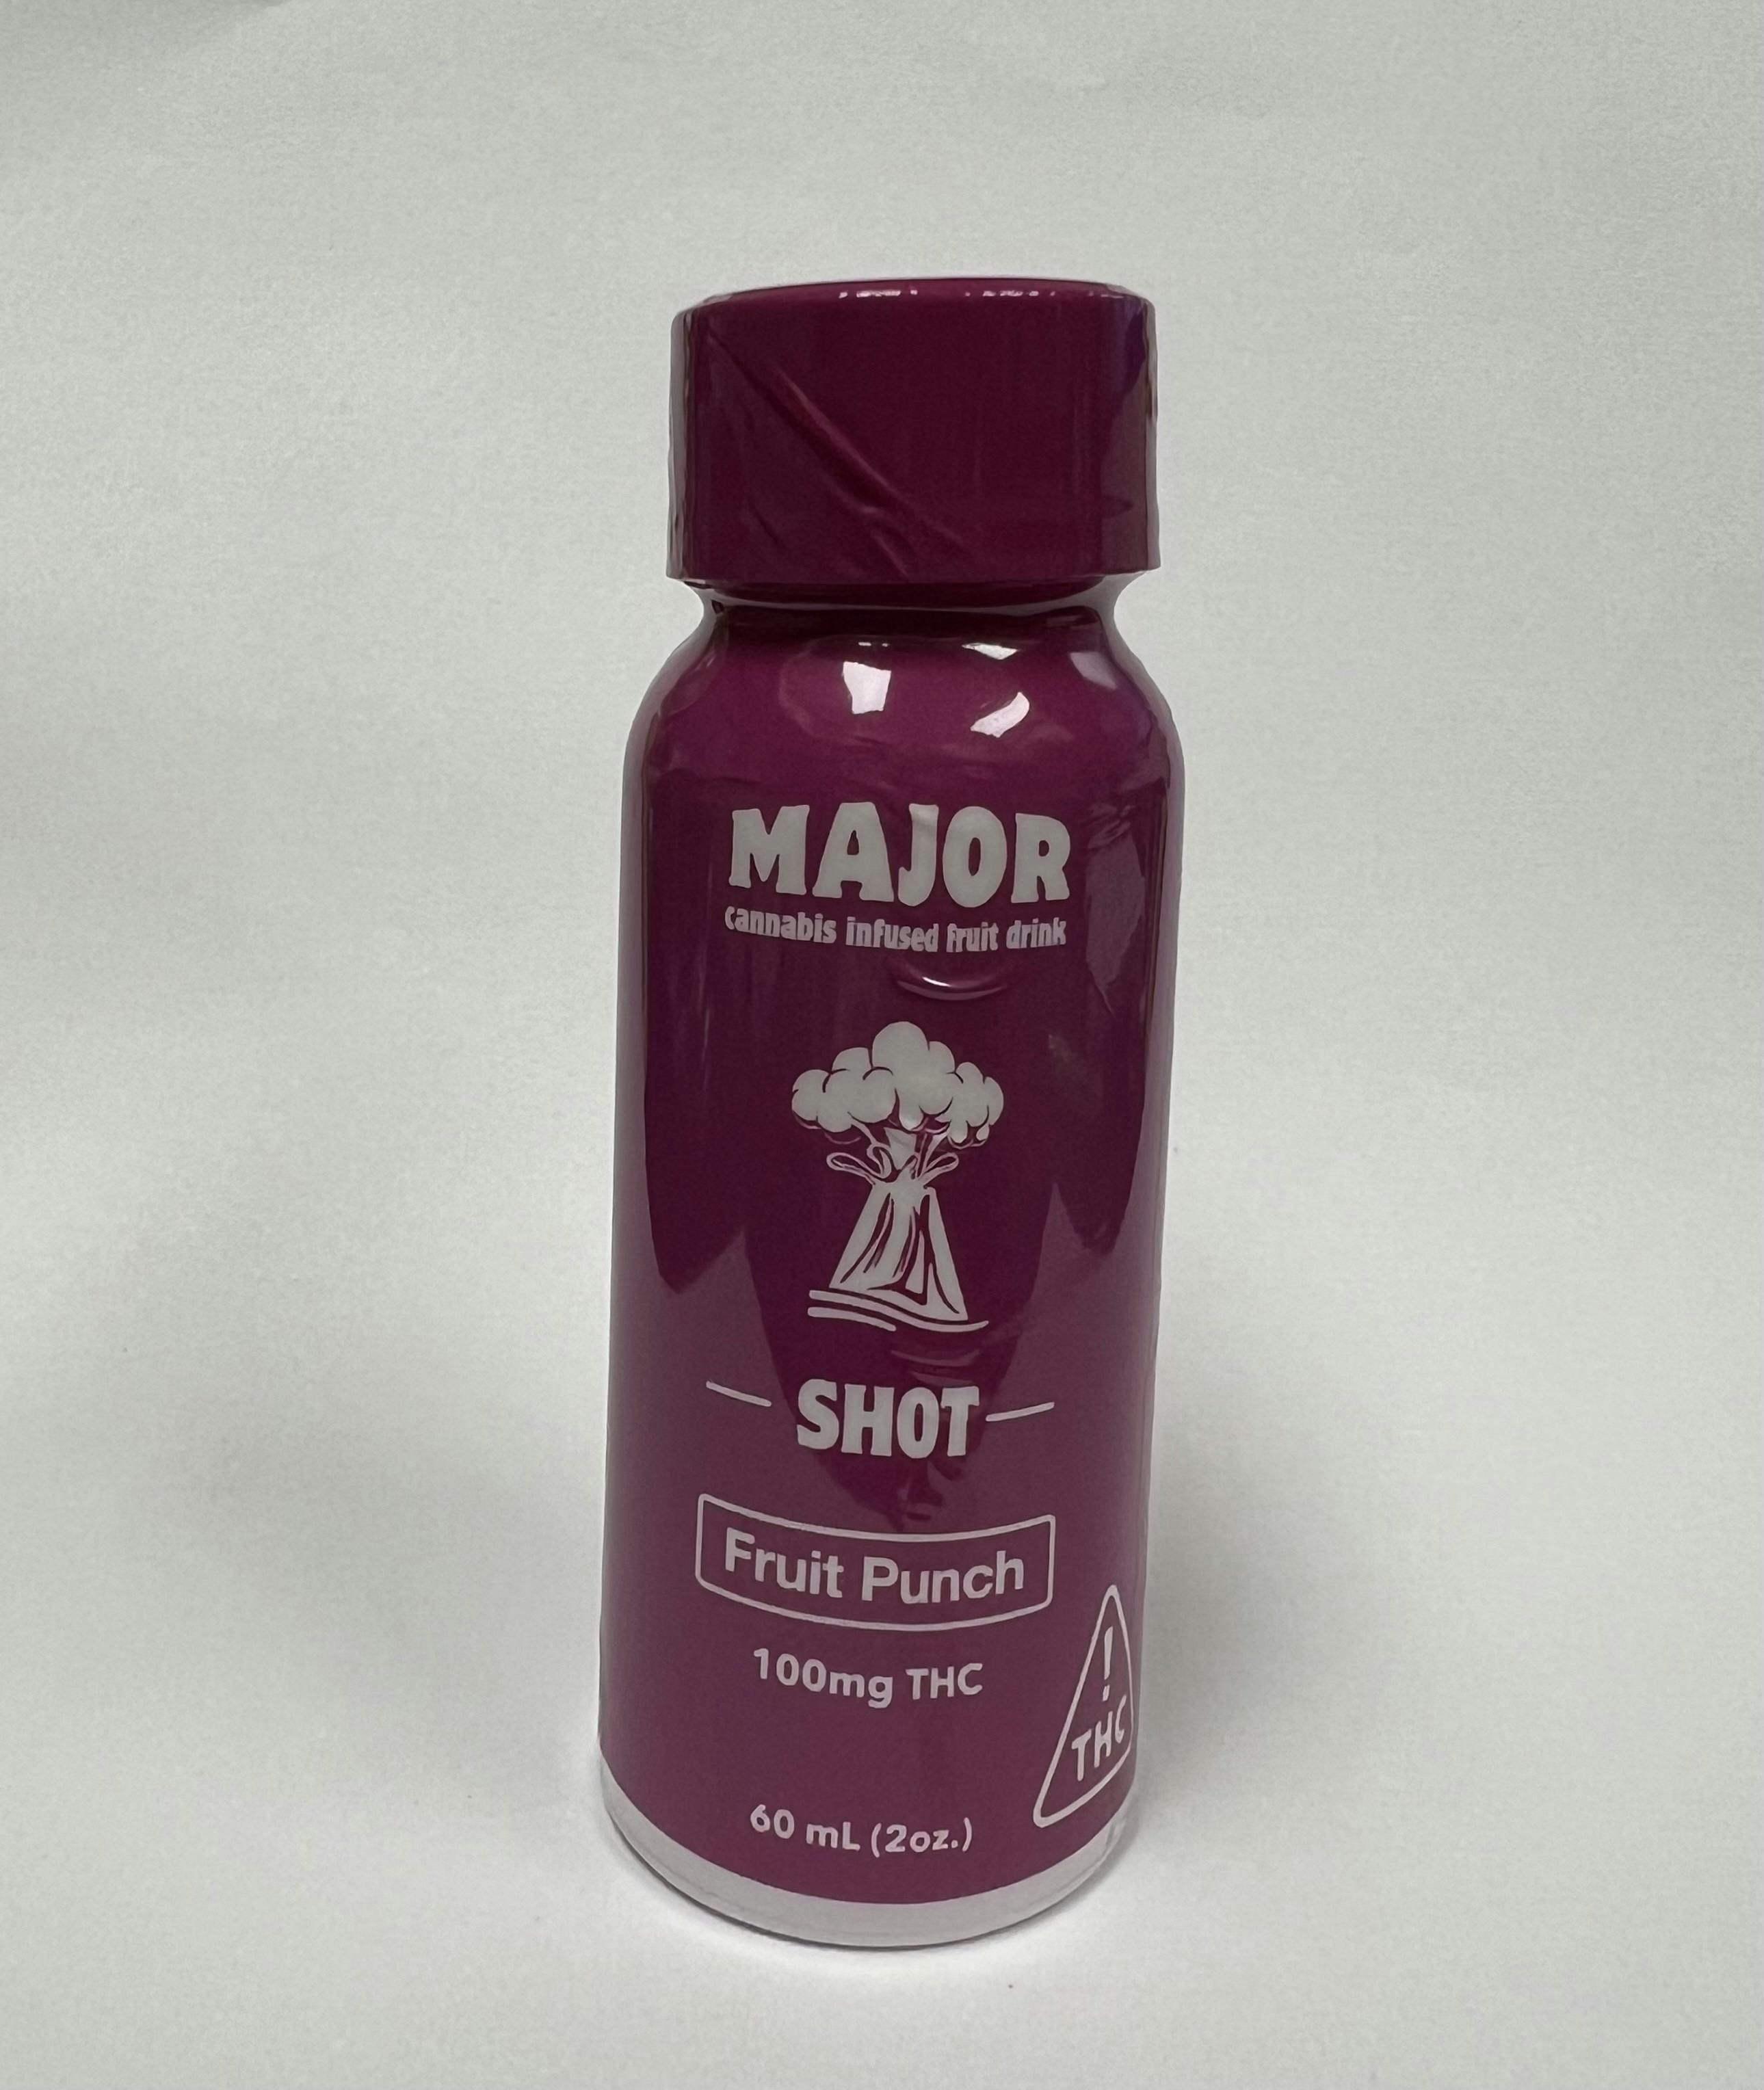 MAJOR
cannabis infused fruit drink
SHOT
Fruit Punch
100mg THC
!
THC
60 mL (2oz.)